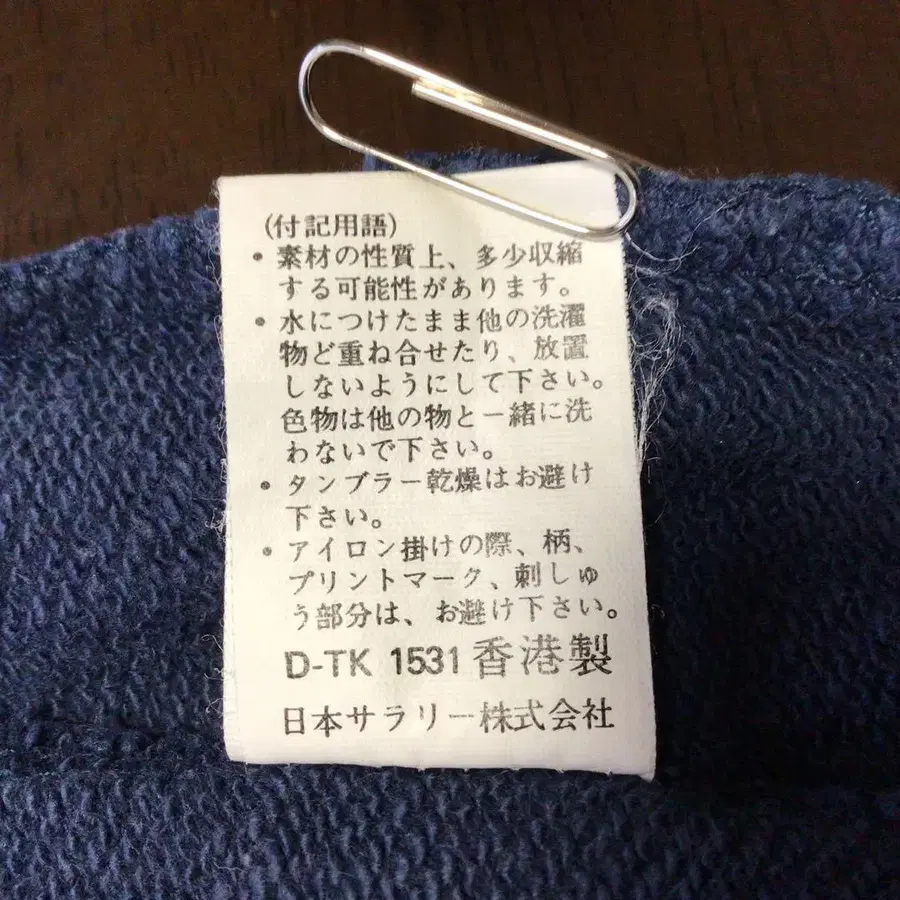 (付記用語)
• 素材の性質上、多少収縮
する可能性があります。
• 水につけたまま他の洗濯
物ど重ね合せたり、放置
しないようにして下さい。
色物は他の物と一緒に洗
わないで下さい。
• タンブラー乾燥はお避け
下さい。
• アイロン掛けの際、柄、
プリントマーク、刺しゅ
う部分は、お避け下さい。
D-TK 1531 香港製
日本サラリー株式会社